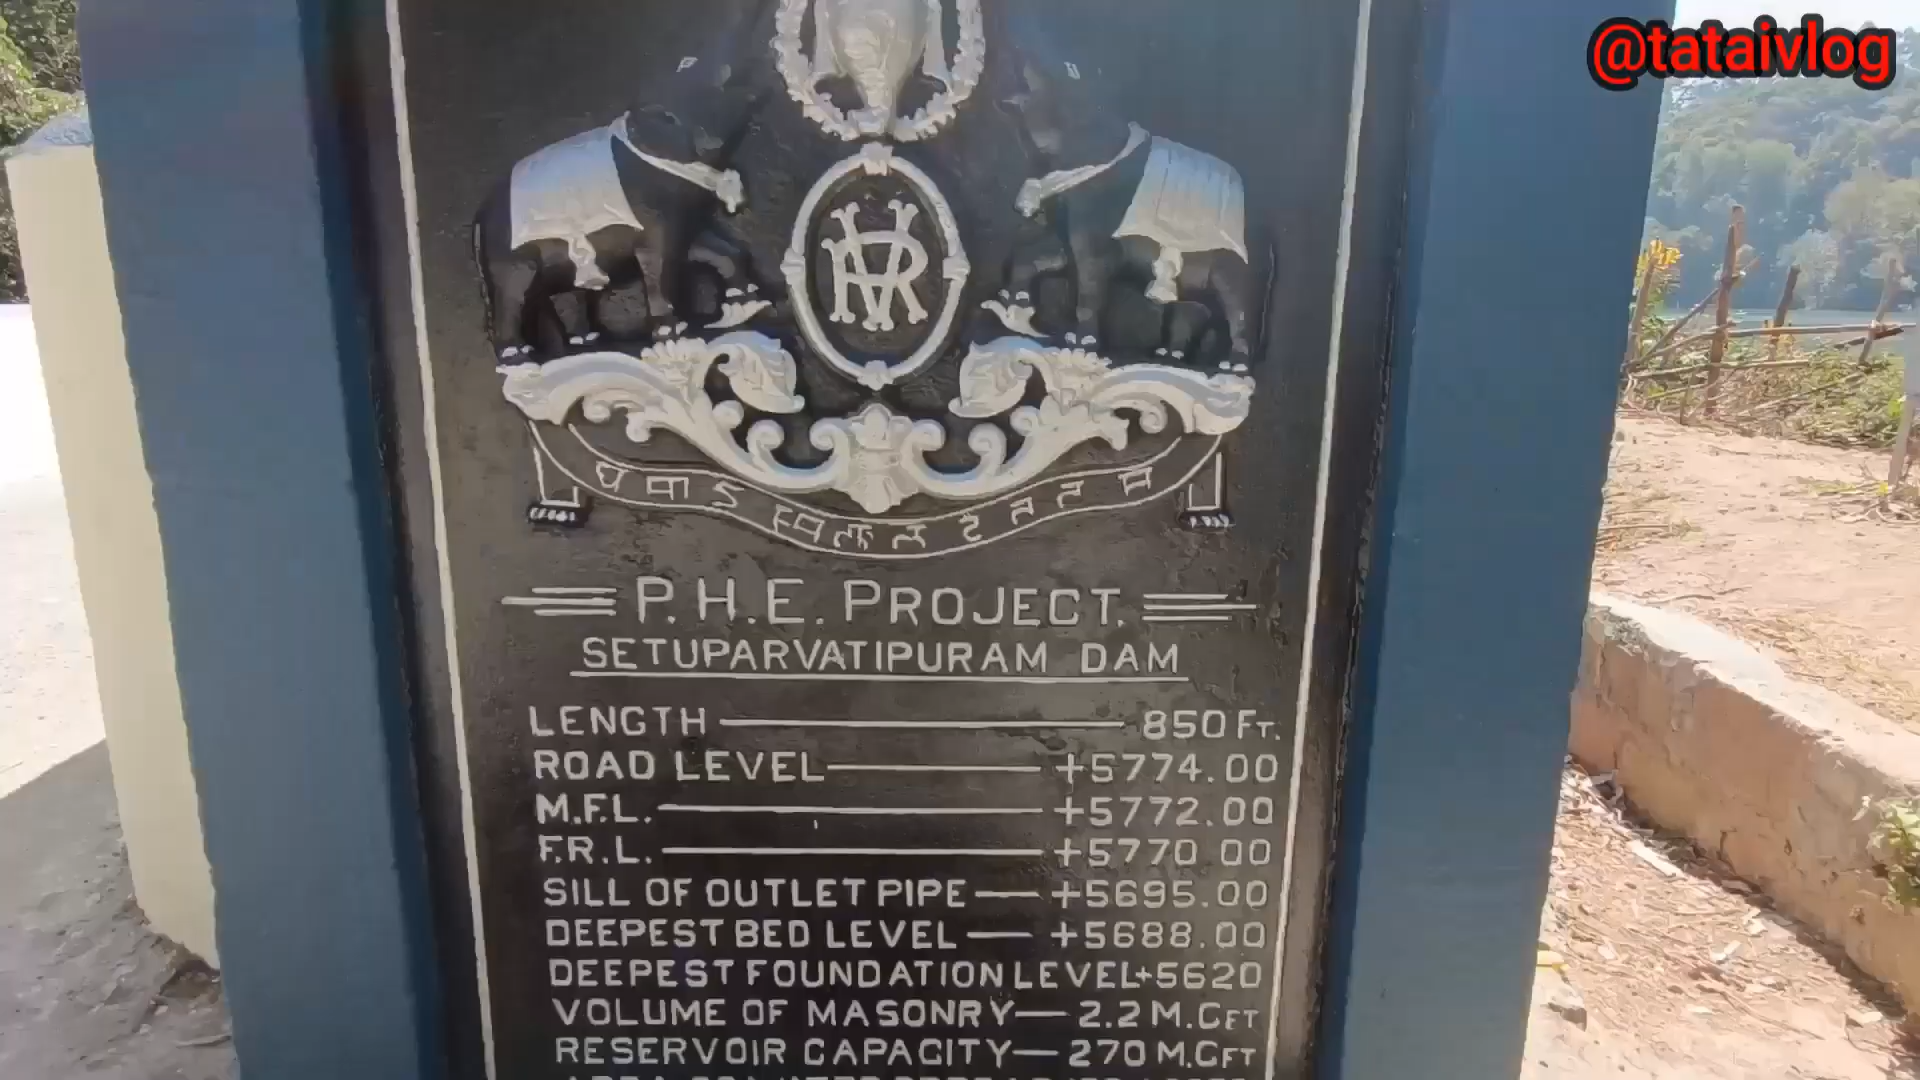 @tataivlog
P.H.E. PROJECT.
SETUPARVATIPURAM DAM
LENGTH 850 FT.
ROAD LEVEL +5774.00
M.F.L. +5772.00
F.R.L. +5770 00
SILL OF OUTLET PIPE +5695.00
DEEPEST BED LEVEL +5688.00
DEEPEST FOUNDATION LEVEL+5620
VOLUME OF MASONRY 2.2 M.CFT
RESERVOIR CAPACITY 270 M.CFT